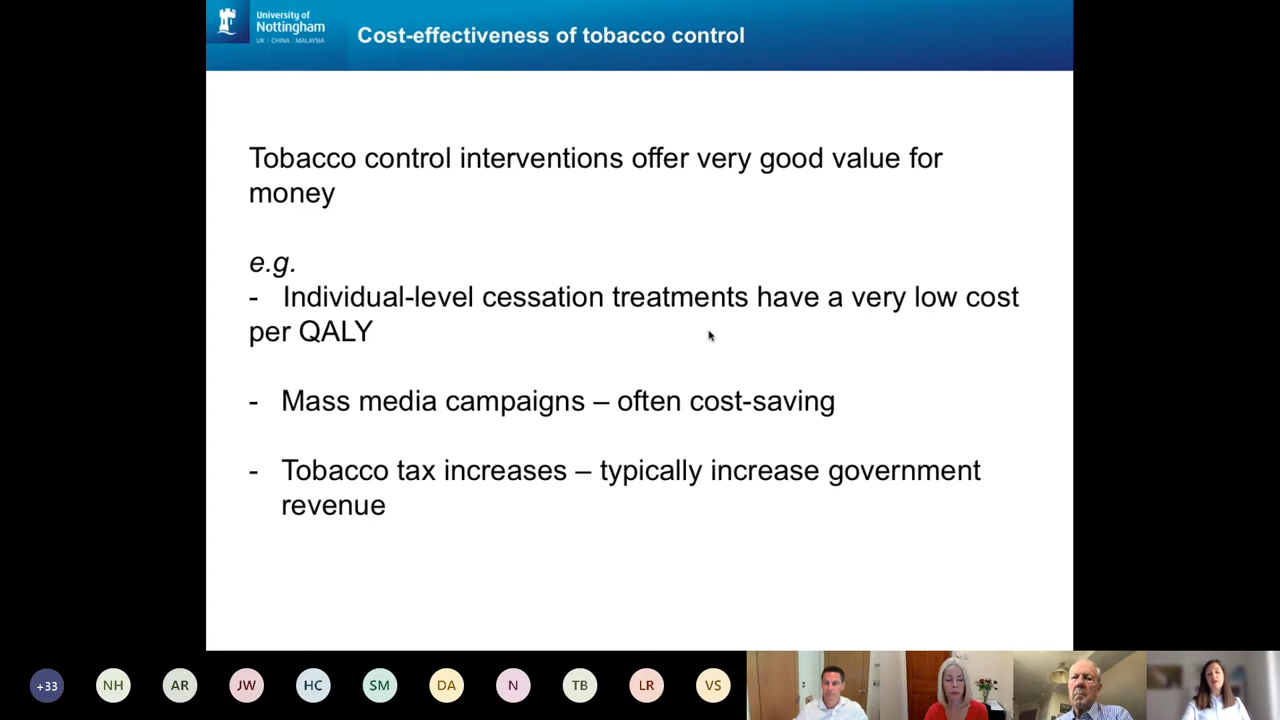 University of
Nottingham
UK | CHINA | MALAYSIA
Cost-effectiveness of tobacco control
Tobacco control interventions offer very good value for
money
e.g.
- Individual-level cessation treatments have a very low cost
per QALY
- Mass media campaigns – often cost-saving
- Tobacco tax increases – typically increase government
revenue
+33 NH AR JW HC SM DA N TB LR VS